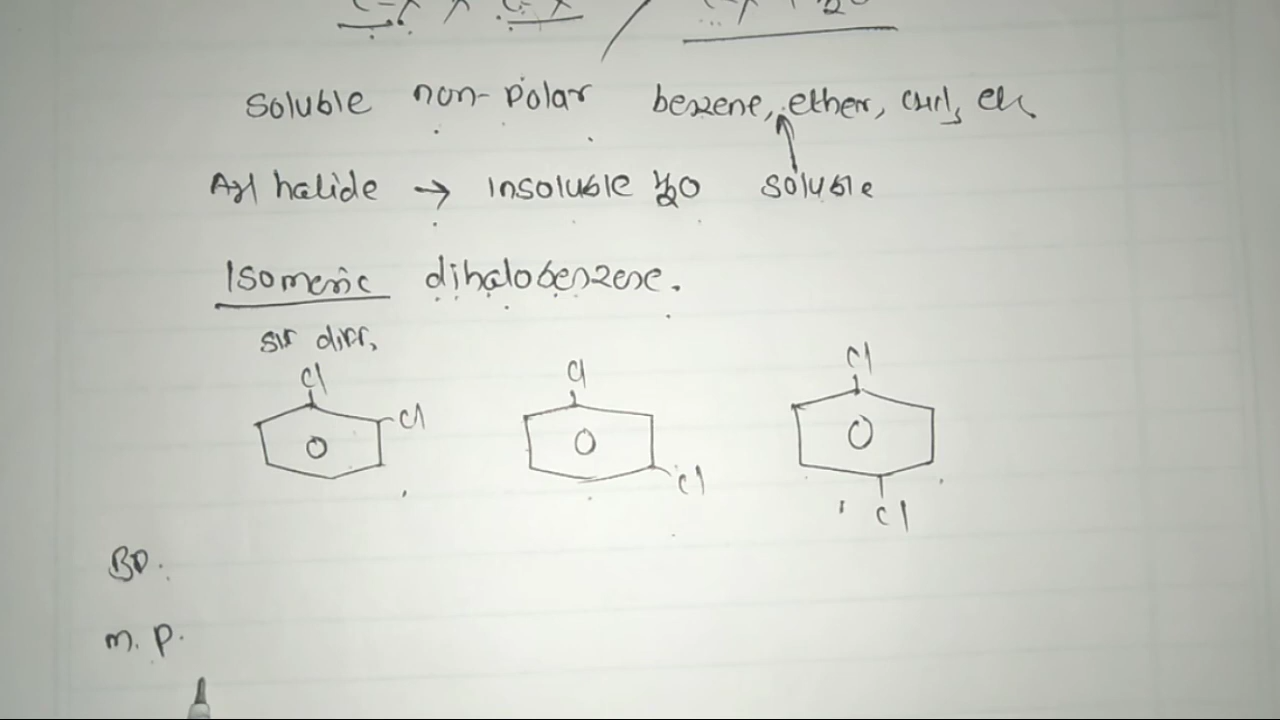 Soluble non-polar benzene, ether, etc
Aryl halide → Insoluble H2O soluble
Isomeric dihalobenzene.
Cl Cl Cl
Cl Cl Cl
BP.
m. p.